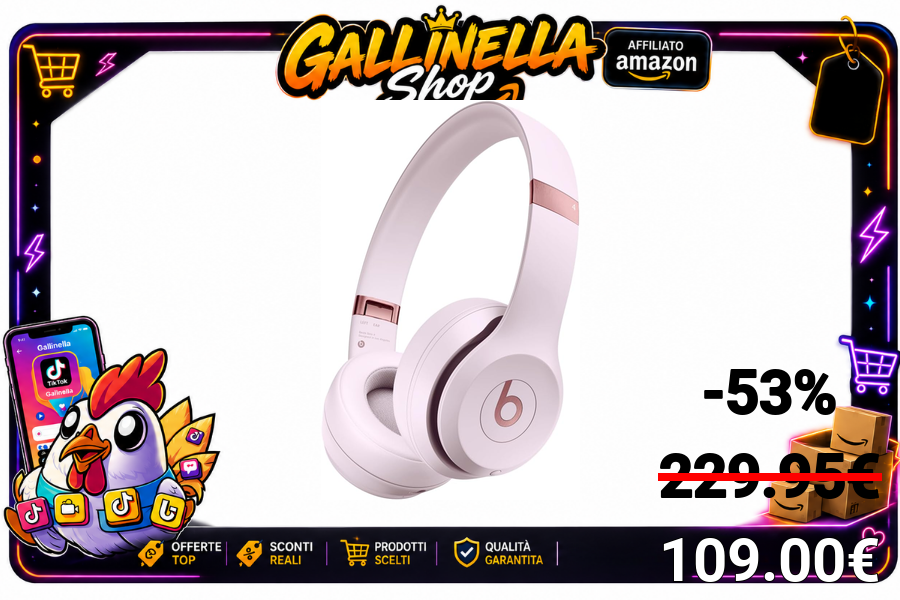 GALLINELLA
Shop
AFFILIATO
amazon
Gallinella
TikTok
Gallinella
b
-53%
229.95€
109.00€
OFFERTE
TOP
%
SCONTI
REALI
PRODOTTI
SCELTI
QUALITÀ
GARANTITA